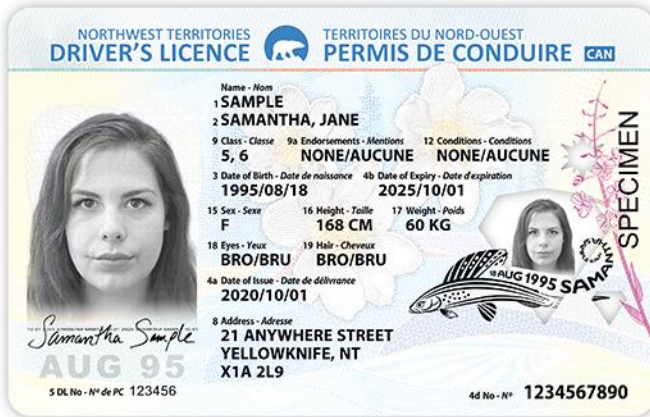 NORTHWEST TERRITORIES TERRITOIRES DU NORD-OUEST
DRIVER'S LICENCE PERMIS DE CONDUIRE CAN
Name - Nom
1 SAMPLE
2 SAMANTHA, JANE
9 Class - Classe 9a Endorsements - Mentions 12 Conditions - Conditions
5, 6 NONE/AUCUNE NONE/AUCUNE
3 Date of Birth - Date de naissance 4b Date of Expiry - Date d'expiration
1995/08/18 2025/10/01
15 Sex - Sexe 16 Height - Taille 17 Weight - Poids
F 168 CM 60 KG
18 Eyes - Yeux 19 Hair - Cheveux
BRO/BRU BRO/BRU
4a Date of Issue - Date de délivrance
2020/10/01
8 Address - Adresse
21 ANYWHERE STREET
YELLOWKNIFE, NT
X1A 2L9
Samantha Sample
AUG 95
5 DL No - Nº de PC 123456
4d No - Nº 1234567890
SPECIMEN
18 AUG 1995 SAMAN